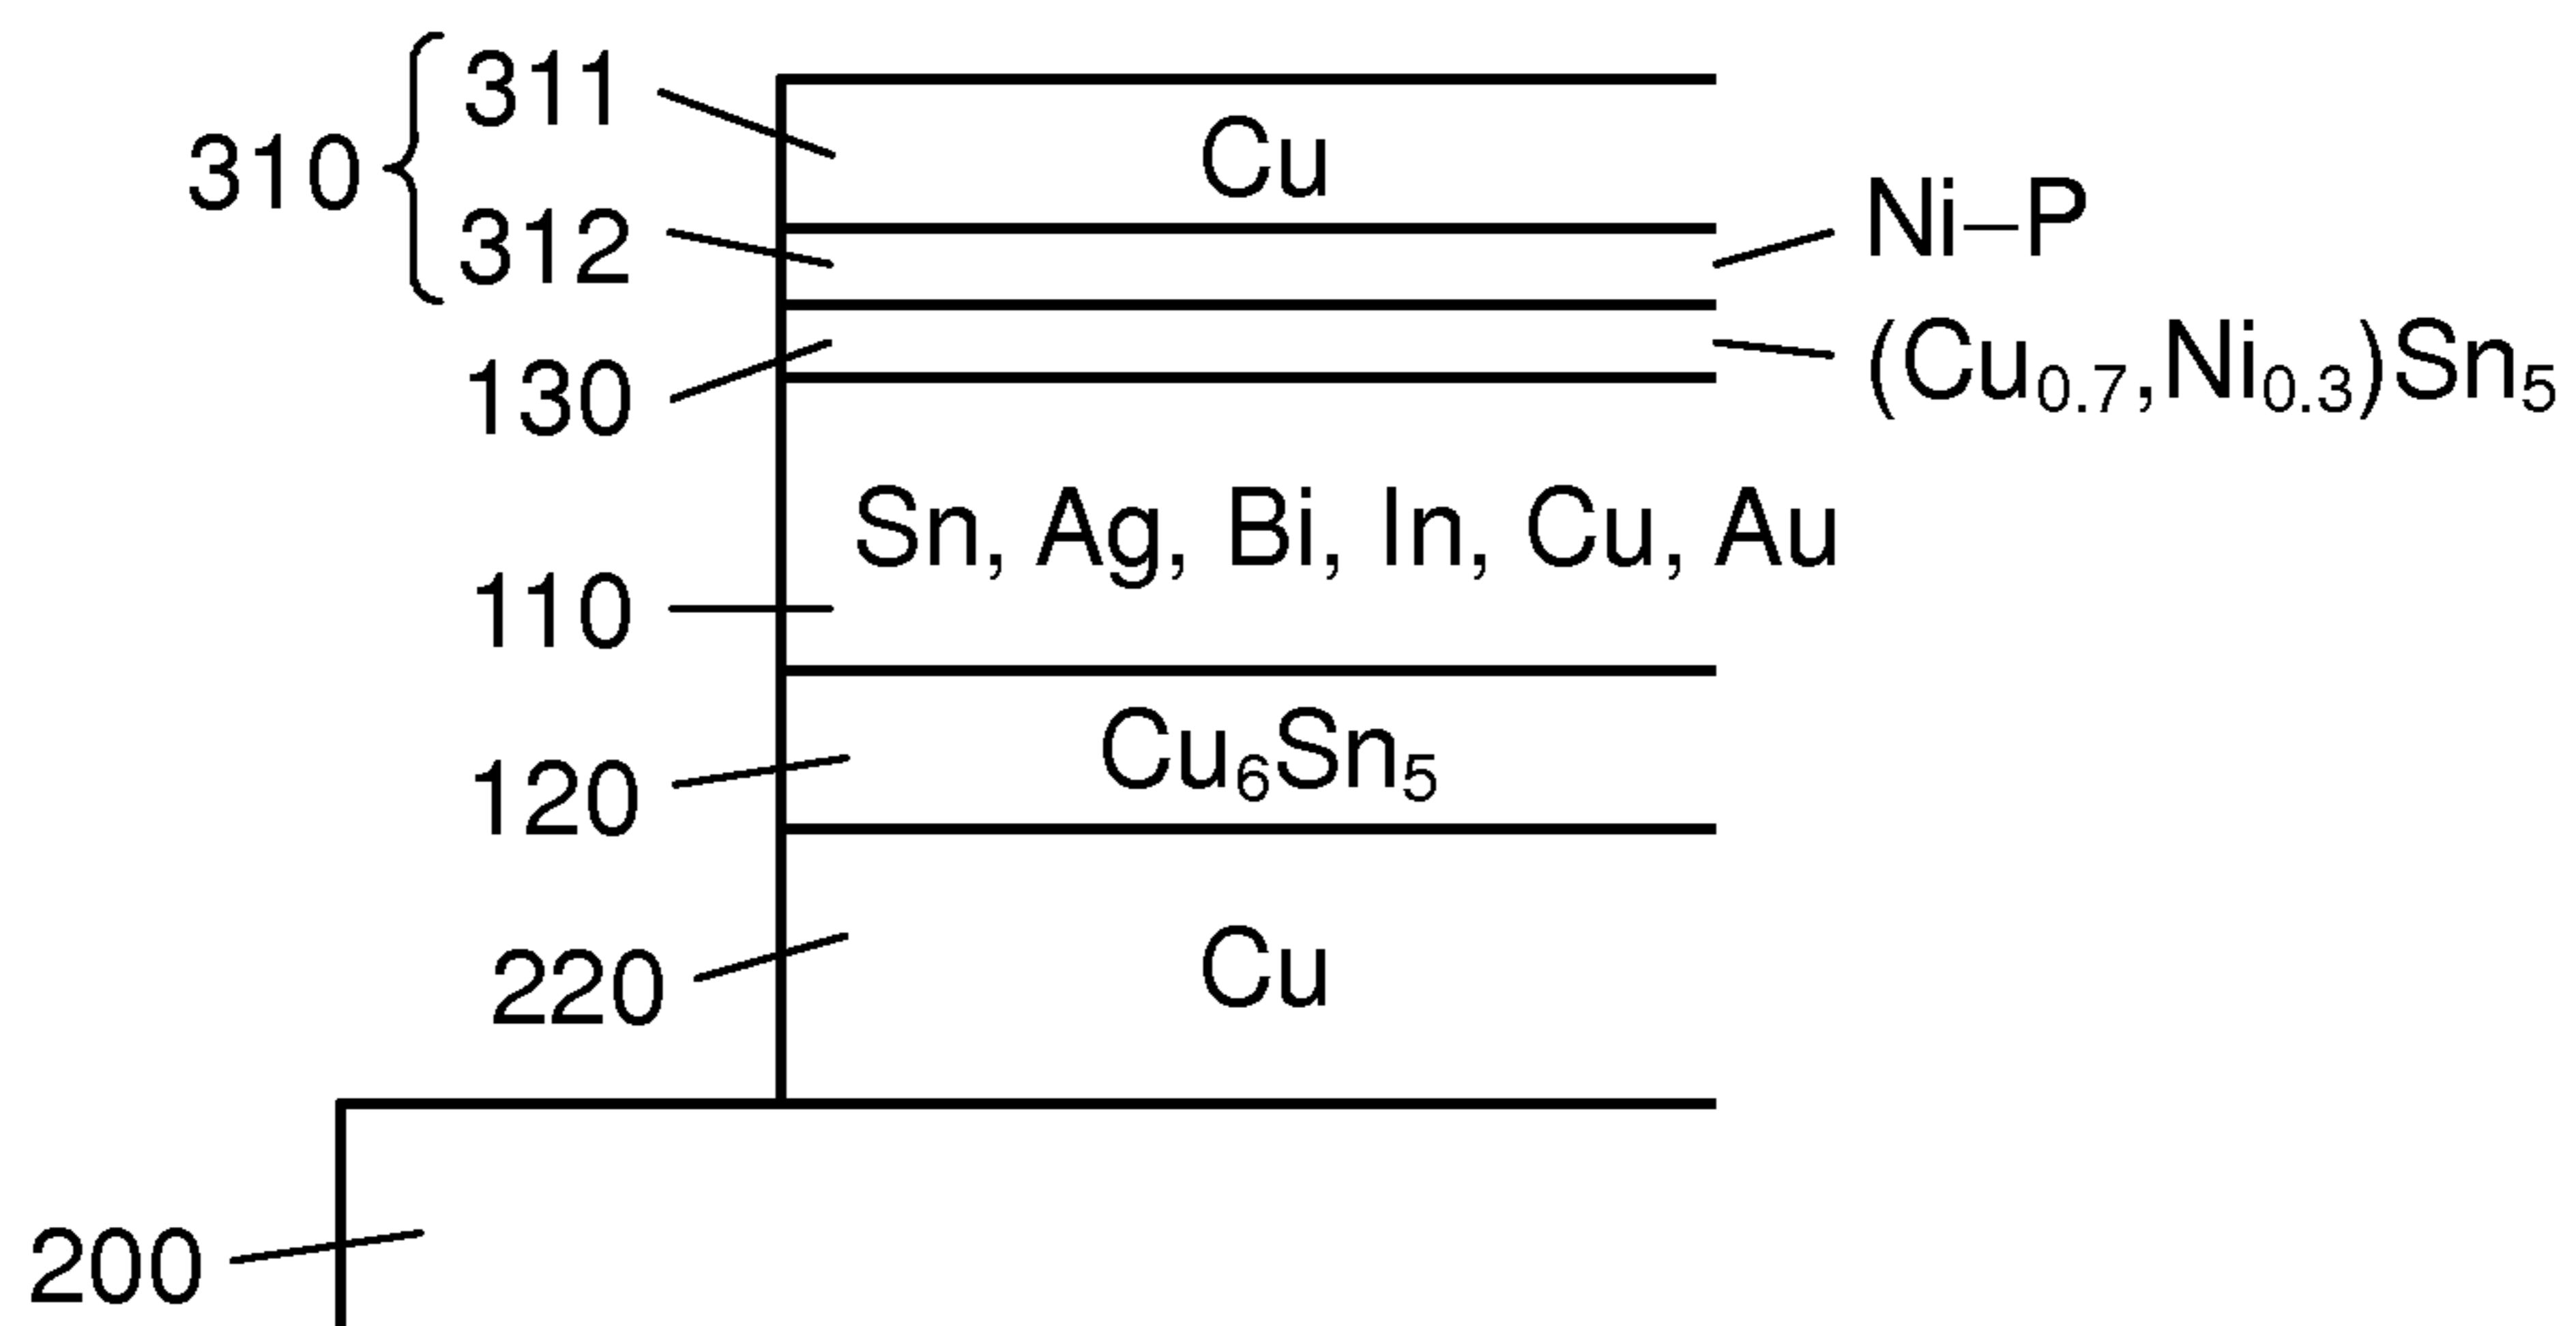 311
Cu
310
312
Ni–P
130
(Cu₀.₇,Ni₀.₃)Sn₅
Sn, Ag, Bi, In, Cu, Au
110
Cu₆Sn₅
120
Cu
220
200